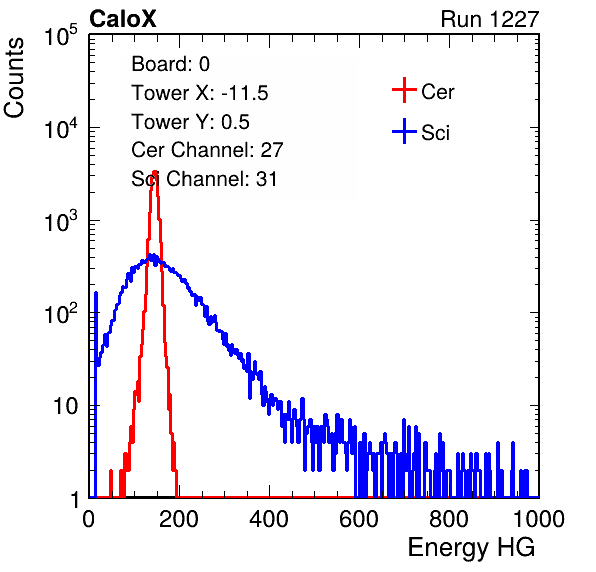 CaloX Run 1227
Counts
Board: 0
Tower X: -11.5
Tower Y: 0.5
Cer Channel: 27
Sci Channel: 31
Cer
Sci
10^5
10^4
10^3
10^2
10
1
0 200 400 600 800 1000
Energy HG